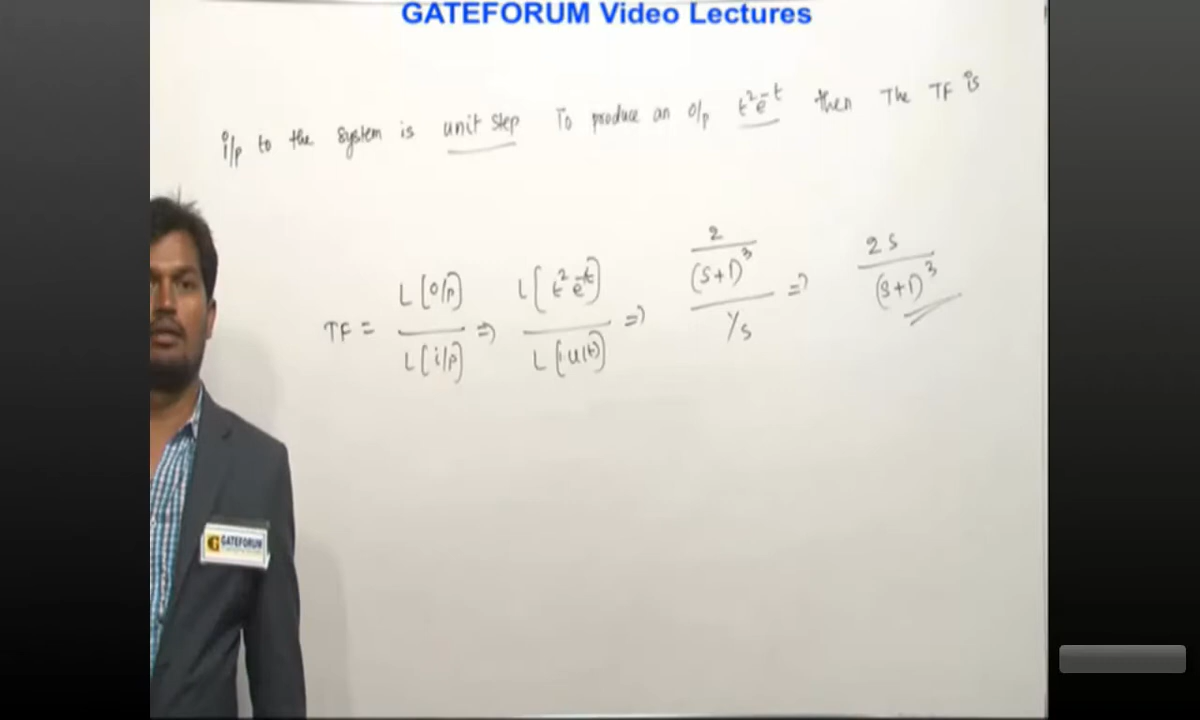 GATEFORUM Video Lectures
i/p to the system is unit step To produce an o/p t²e⁻ᵗ then The TF is
TF = L[o/p] / L[i/p] ⇒ L[t²e⁻ᵗ] / L[1·u(t)] ⇒ 2/(s+1)³ / 1/s ⇒ 2s/(s+1)³
GATEFORUM